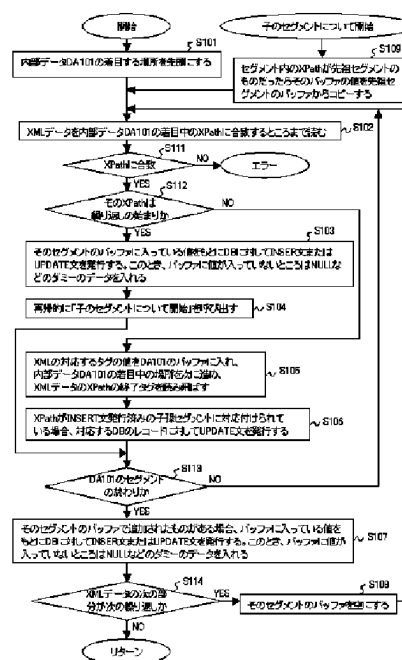 開始
子のセグメントについて開始
S101
内部データDA101の着目する場所を先頭にする
S109
セグメント内のXPathが先祖セグメントの
ものだったらそのバッファの値を先祖セ
グメントのバッファからコピーする
XMLデータを内部データDA101の着目中のXPathに合致するところまで読む
S102
S111
XPathに合致
NO
エラー
YES
S112
そのXPathは
繰り返しの始まりか
NO
YES
S103
そのセグメントのバッファに入っている値をもとにDBに対してINSERT文または
UPDATE文を発行する。このとき、バッファに値が入っていないところはNULLな
どのダミーのデータを入れる
再帰的に「子のセグメントについて開始」を呼び出す
S104
XMLの対応するタグの値をDA101のバッファに入れ、
内部データDA101の着目中の場所を次に進め、
XMLデータのXPathの終了タグを読み飛ばす
S105
XPathがINSERT文発行済みの子孫セグメントに対応付けられて
いる場合、対応するDBのレコードに対してUPDATE文を発行する
S106
S113
DA101のセグメント
の終わりか
NO
YES
そのセグメントのバッファで追加されたものがある場合、バッファに入っている値を
もとにDBに対してINSERT文またはUPDATE文を発行する。このとき、バッファに値が
入っていないところはNULLなどのダミーのデータを入れる
S107
S114
XMLデータの次の部
分が次の繰り返しか
YES
S108
そのセグメントのバッファを空にする
NO
リターン